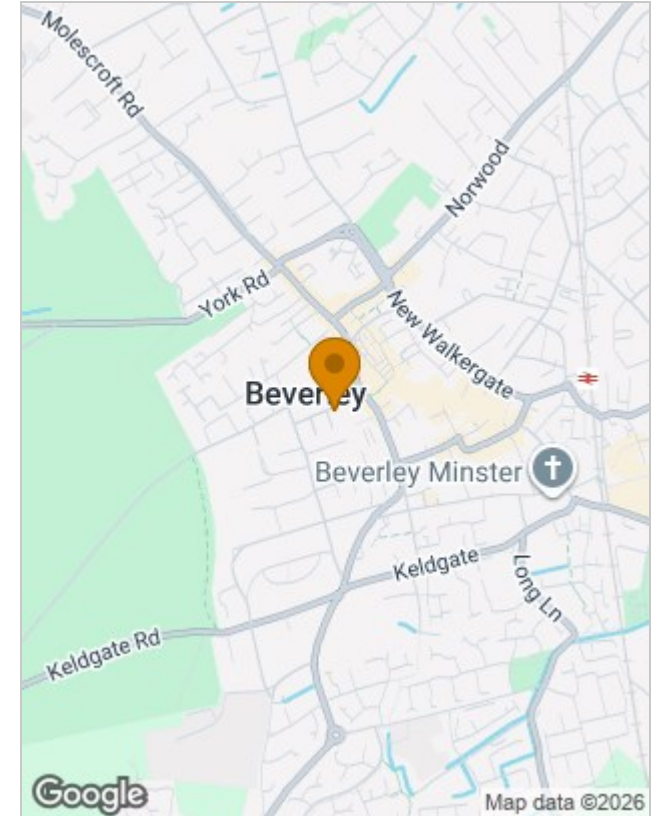 Molescroft Rd
Norwood
York Rd
New Walkergate
Beverley
Beverley Minster
Keldgate
Long Ln
Keldgate Rd
Google
Map data ©2026